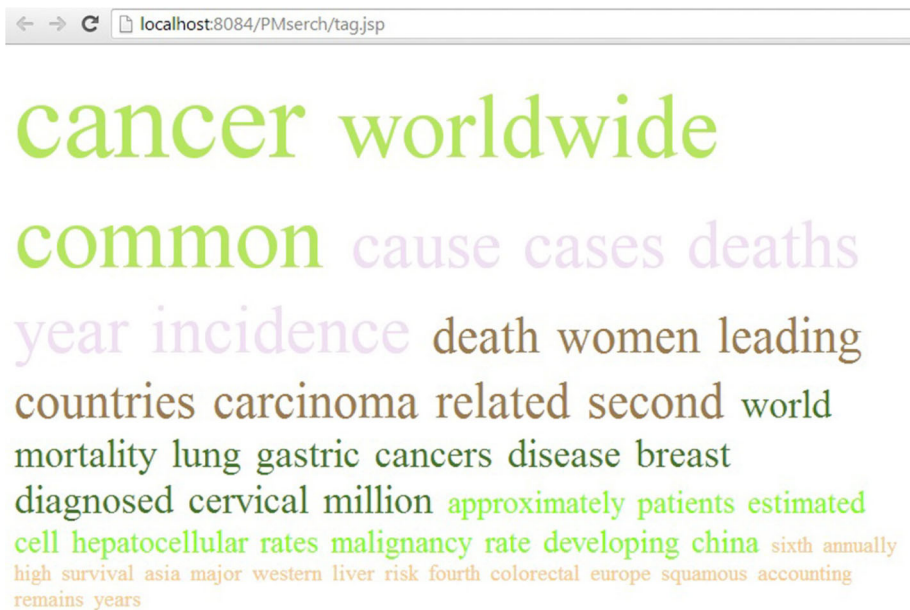 localhost:8084/PMserch/tag.jsp
cancer worldwide
common cause cases deaths
year incidence death women leading
countries carcinoma related second world
mortality lung gastric cancers disease breast
diagnosed cervical million approximately patients estimated
cell hepatocellular rates malignancy rate developing china sixth annually
high survival asia major western liver risk fourth colorectal europe squamous accounting
remains years